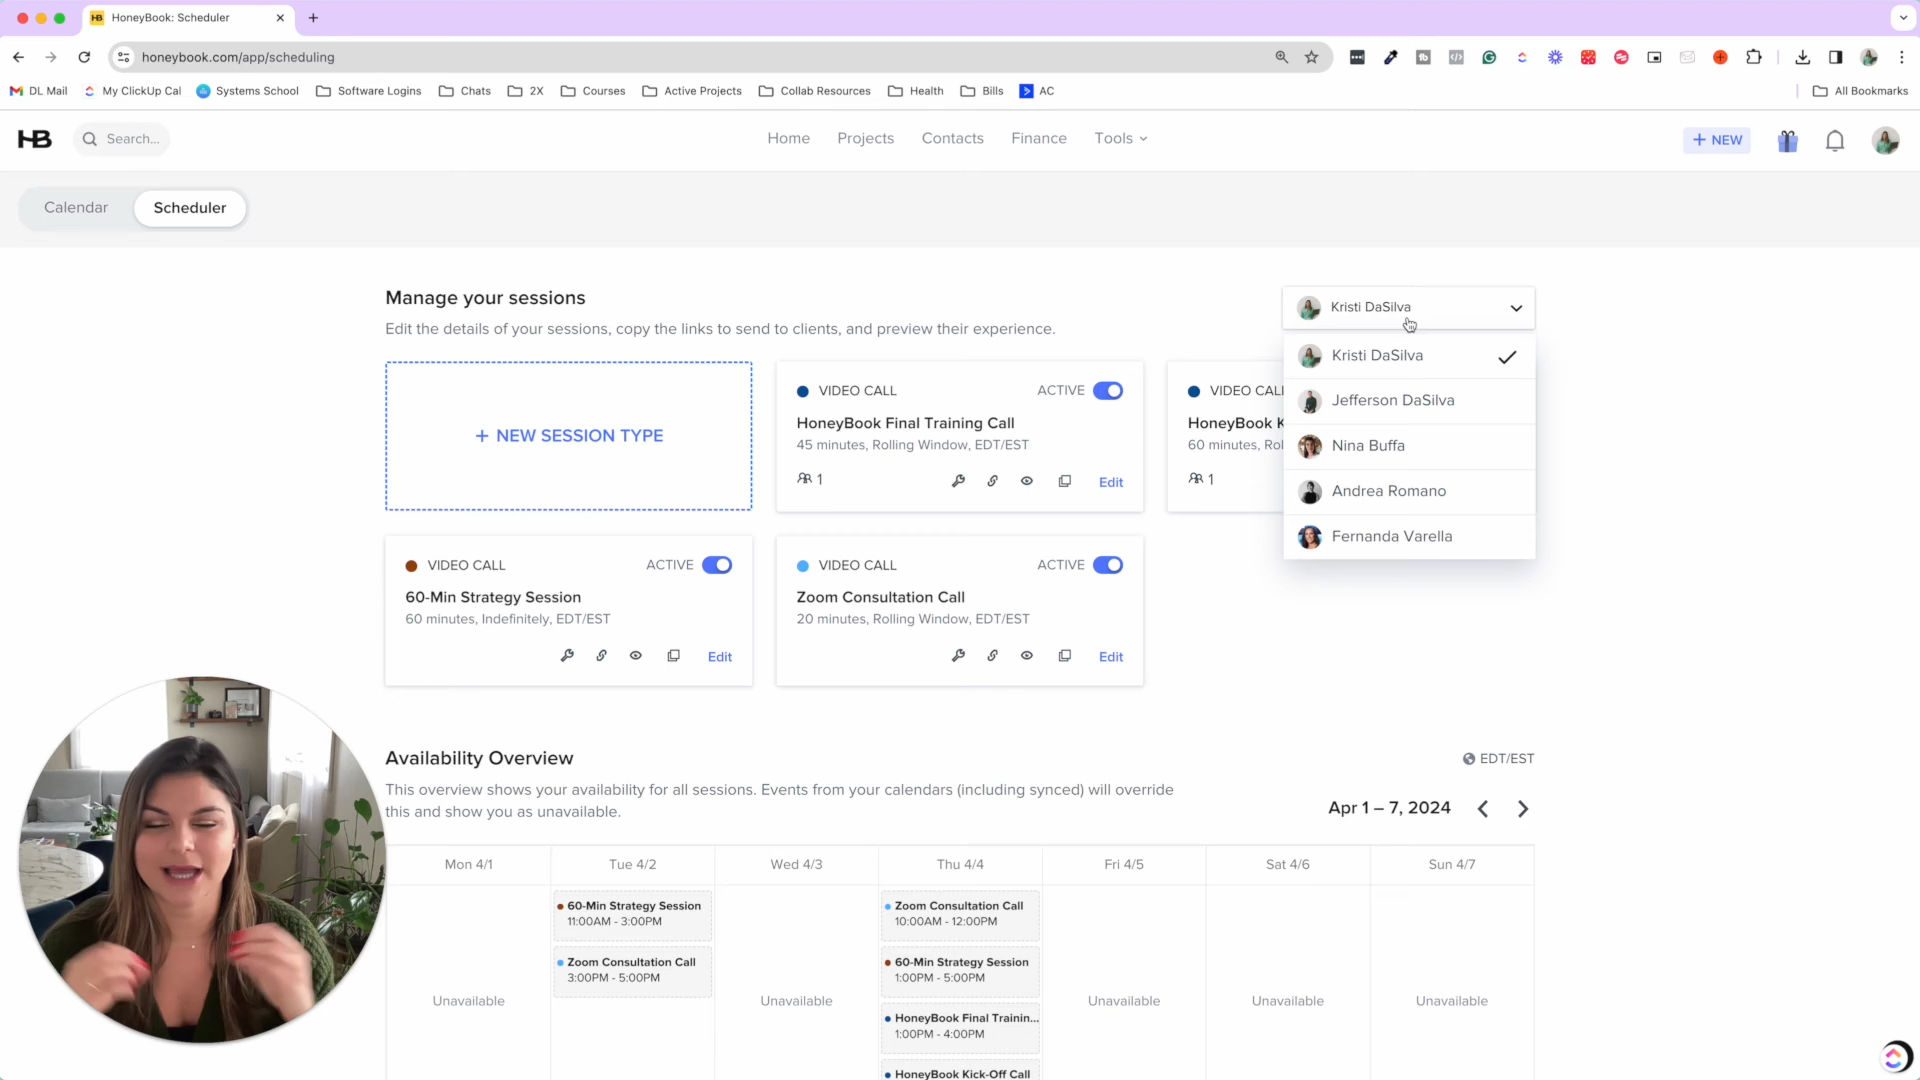 HoneyBook: Scheduler
honeybook.com/app/scheduling
DL Mail
My ClickUp Cal
Systems School
Software Logins
Chats
2X
Courses
Active Projects
Collab Resources
Health
Bills
AC
All Bookmarks
HB
Search...
Home
Projects
Contacts
Finance
Tools
+ NEW
Calendar
Scheduler
Manage your sessions
Edit the details of your sessions, copy the links to send to clients, and preview their experience.
Kristi DaSilva
Kristi DaSilva
Jefferson DaSilva
Nina Buffa
Andrea Romano
Fernanda Varella
+ NEW SESSION TYPE
VIDEO CALL
ACTIVE
HoneyBook Final Training Call
45 minutes, Rolling Window, EDT/EST
1
Edit
VIDEO CALL
HoneyBook K
60 minutes, Rol
1
VIDEO CALL
ACTIVE
60-Min Strategy Session
60 minutes, Indefinitely, EDT/EST
Edit
VIDEO CALL
ACTIVE
Zoom Consultation Call
20 minutes, Rolling Window, EDT/EST
Edit
Availability Overview
EDT/EST
This overview shows your availability for all sessions. Events from your calendars (including synced) will override
this and show you as unavailable.
Apr 1 – 7, 2024
Mon 4/1
Tue 4/2
Wed 4/3
Thu 4/4
Fri 4/5
Sat 4/6
Sun 4/7
Unavailable
60-Min Strategy Session
11:00AM - 3:00PM
Zoom Consultation Call
3:00PM - 5:00PM
Unavailable
Zoom Consultation Call
10:00AM - 12:00PM
60-Min Strategy Session
1:00PM - 5:00PM
HoneyBook Final Trainin...
1:00PM - 4:00PM
HoneyBook Kick-Off Call
Unavailable
Unavailable
Unavailable